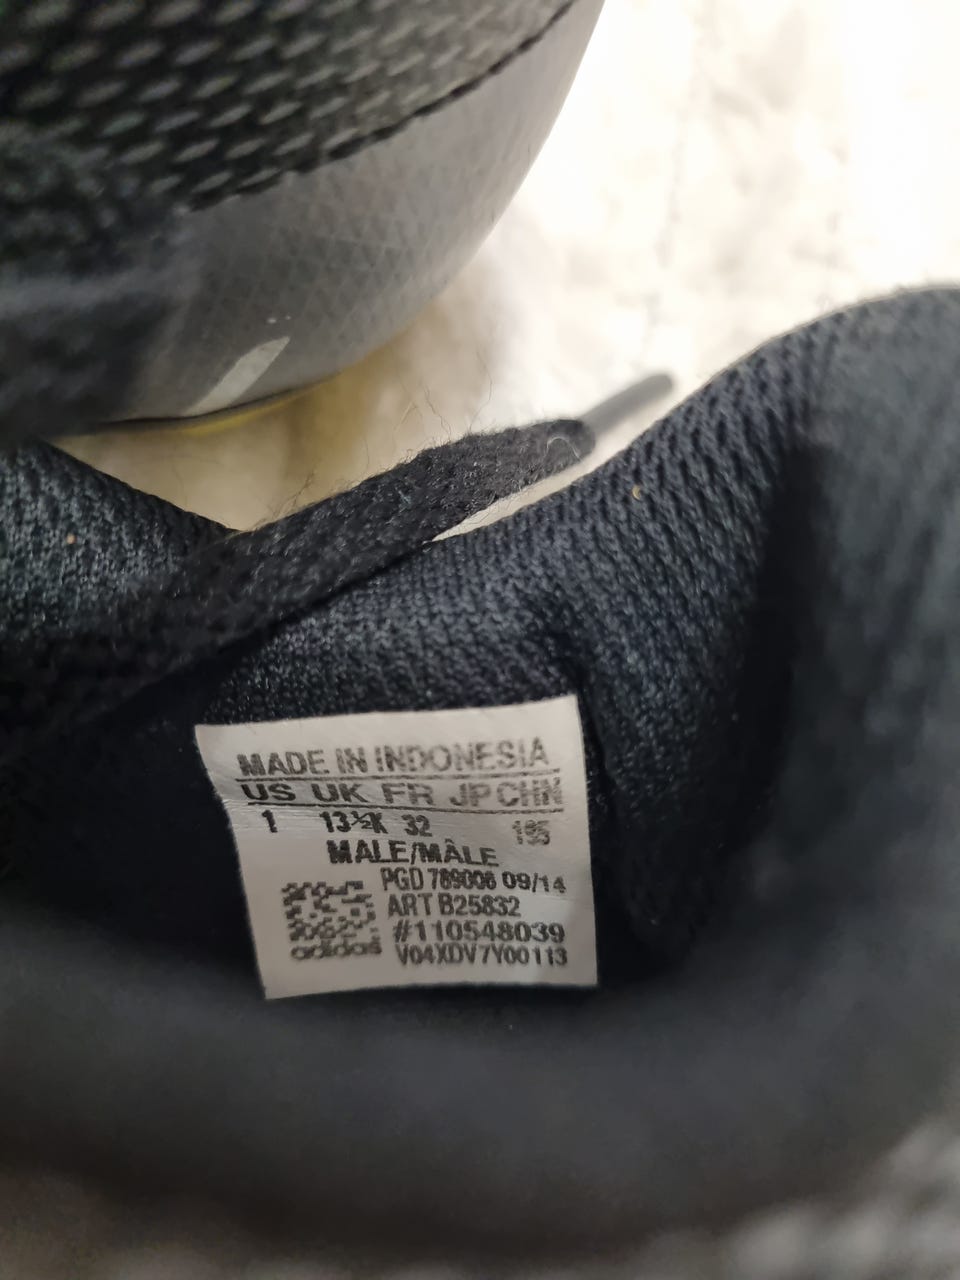 MADE IN INDONESIA
US UK FR JP CHN
1 13½K 32 195
MALE/MÂLE
PGD 789006 09/14
ART B25832
#110548039
adidas V04XDV7Y00113